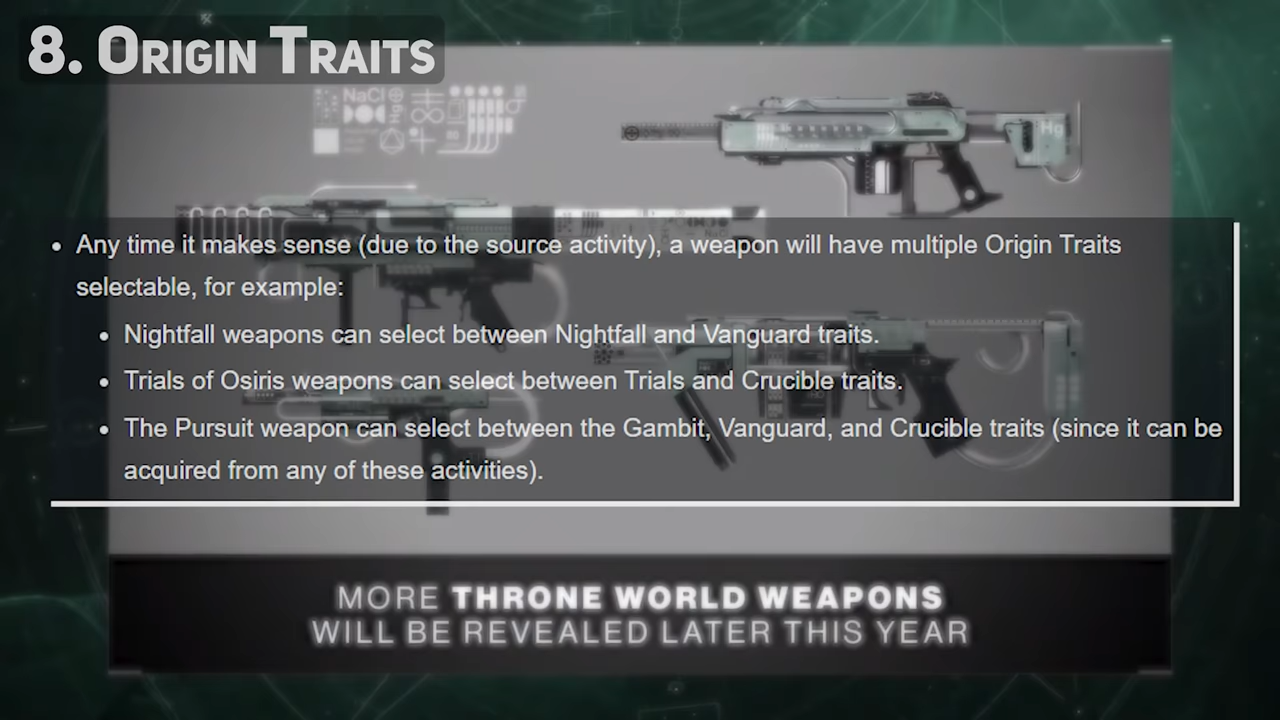 8. ORIGIN TRAITS
NaCl
Hg
Hg
• Any time it makes sense (due to the source activity), a weapon will have multiple Origin Traits
selectable, for example:
• Nightfall weapons can select between Nightfall and Vanguard traits.
• Trials of Osiris weapons can select between Trials and Crucible traits.
• The Pursuit weapon can select between the Gambit, Vanguard, and Crucible traits (since it can be
acquired from any of these activities).
MORE THRONE WORLD WEAPONS
WILL BE REVEALED LATER THIS YEAR